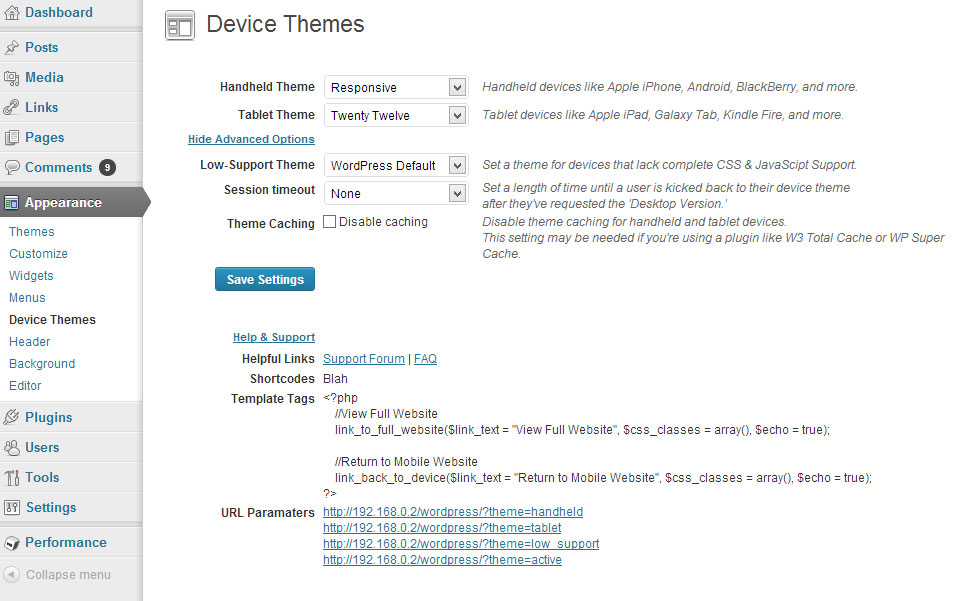 Dashboard
Posts
Media
Links
Pages
Comments 9
Appearance
Themes
Customize
Widgets
Menus
Device Themes
Header
Background
Editor
Plugins
Users
Tools
Settings
Performance
Collapse menu
Device Themes
Handheld Theme Responsive Handheld devices like Apple iPhone, Android, BlackBerry, and more.
Tablet Theme Twenty Twelve Tablet devices like Apple iPad, Galaxy Tab, Kindle Fire, and more.
Hide Advanced Options
Low-Support Theme WordPress Default Set a theme for devices that lack complete CSS & JavaScipt Support.
Session timeout None Set a length of time until a user is kicked back to their device theme
after they've requested the 'Desktop Version.'
Theme Caching Disable caching Disable theme caching for handheld and tablet devices.
This setting may be needed if you're using a plugin like W3 Total Cache or WP Super
Cache.
Save Settings
Help & Support
Helpful Links Support Forum | FAQ
Shortcodes Blah
Template Tags <?php
//View Full Website
link_to_full_website($link_text = "View Full Website", $css_classes = array(), $echo = true);
//Return to Mobile Website
link_back_to_device($link_text = "Return to Mobile Website", $css_classes = array(), $echo = true);
?>
URL Paramaters http://192.168.0.2/wordpress/?theme=handheld
http://192.168.0.2/wordpress/?theme=tablet
http://192.168.0.2/wordpress/?theme=low_support
http://192.168.0.2/wordpress/?theme=active